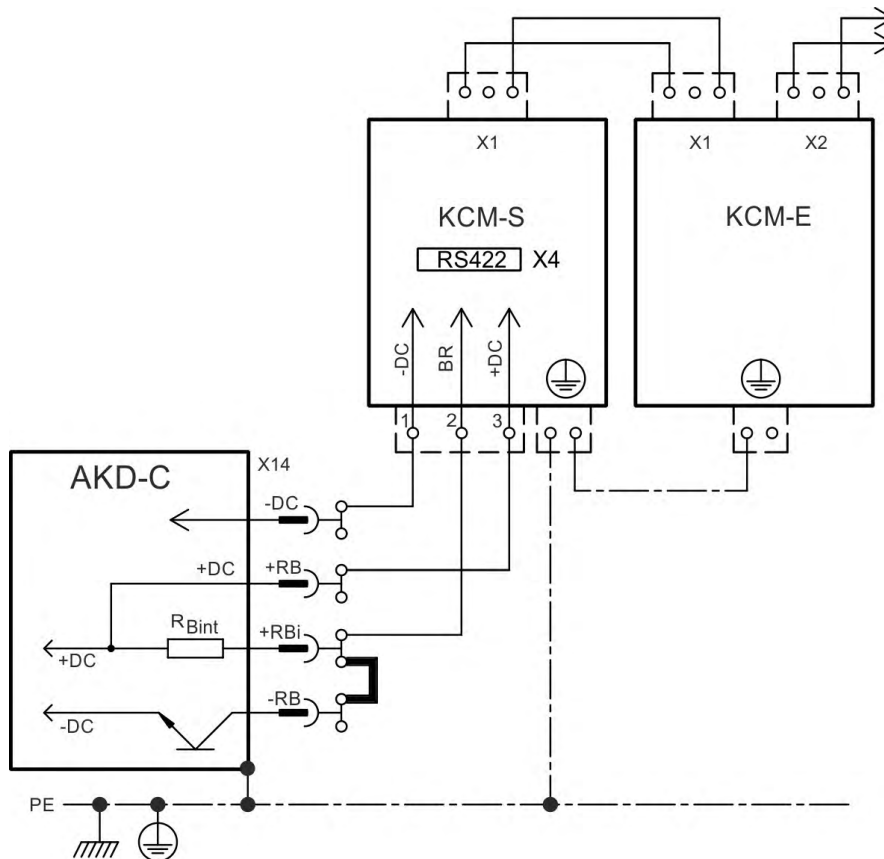 X1
X1
X2
KCM-S
KCM-E
RS422 X4
-DC
BR
+DC
1
2
3
AKD-C
X14
-DC
+DC
+RB
RBint
+RBi
+DC
-RB
-DC
PE